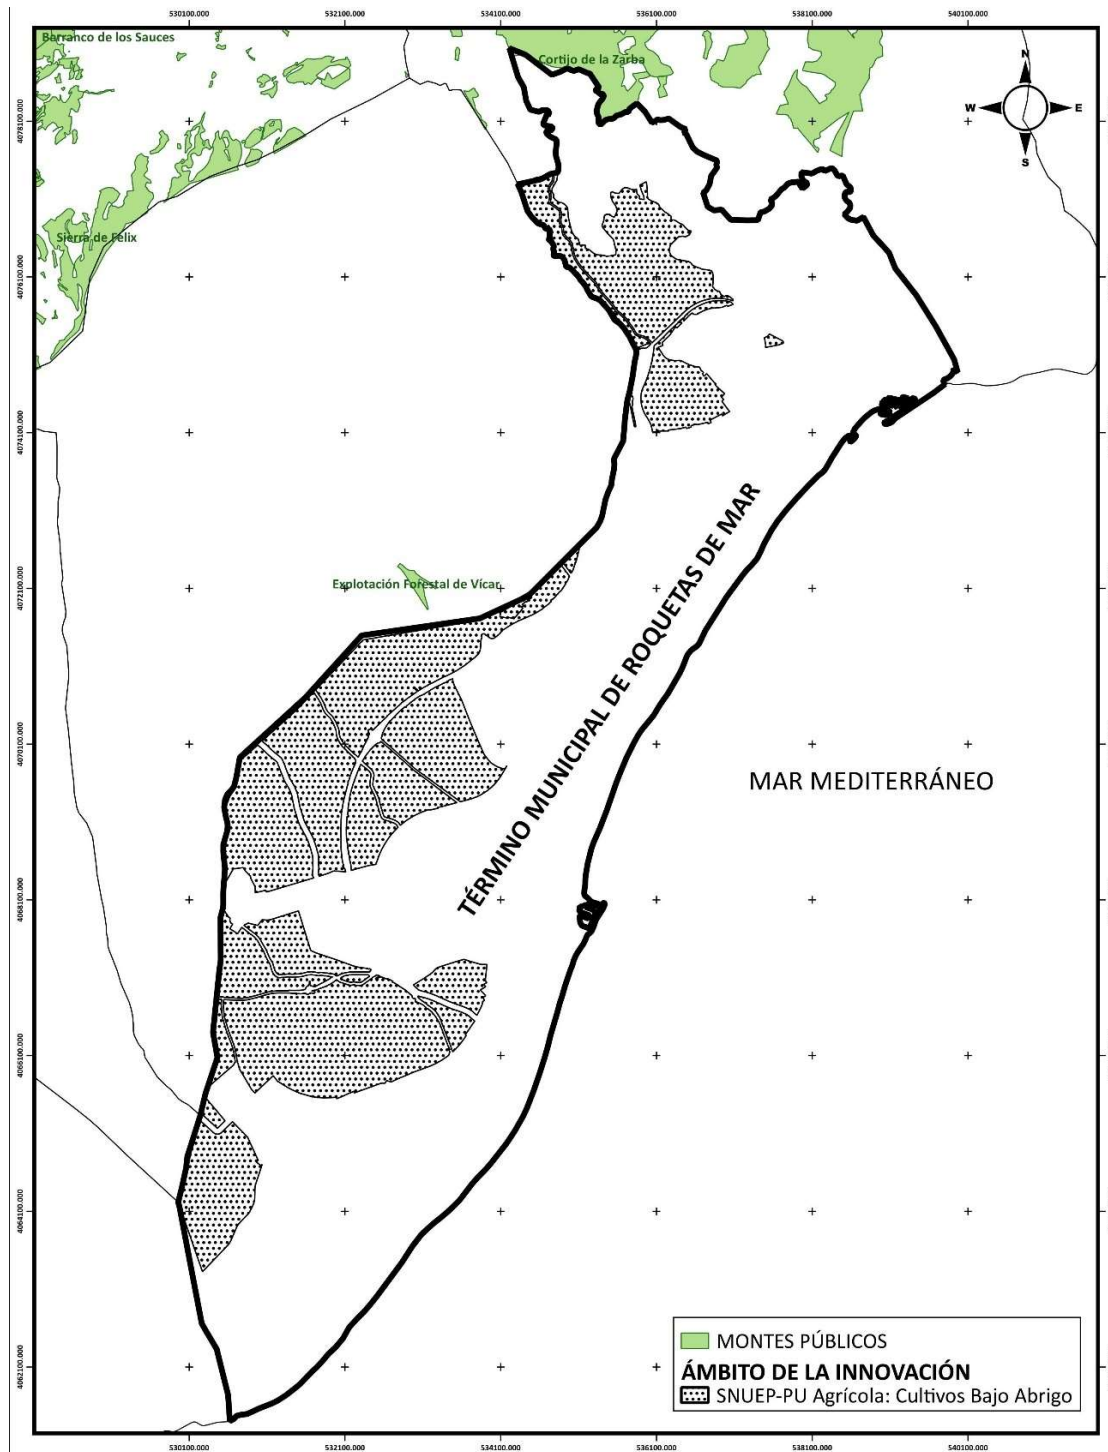 530100.000 532100.000 534100.000 536100.000 538100.000 540100.000
Barranco de los Sauces
Cortijo de la Zarba
N
W E
S
4078100.000
Sierra de Felix
4076100.000
4074100.000
Explotación Forestal de Vícar
4072100.000
TÉRMINO MUNICIPAL DE ROQUETAS DE MAR
4070100.000
MAR MEDITERRÁNEO
4068100.000
4066100.000
4064100.000
MONTES PÚBLICOS
ÁMBITO DE LA INNOVACIÓN
SNUEP-PU Agrícola: Cultivos Bajo Abrigo
4062100.000
530100.000 532100.000 534100.000 536100.000 538100.000 540100.000